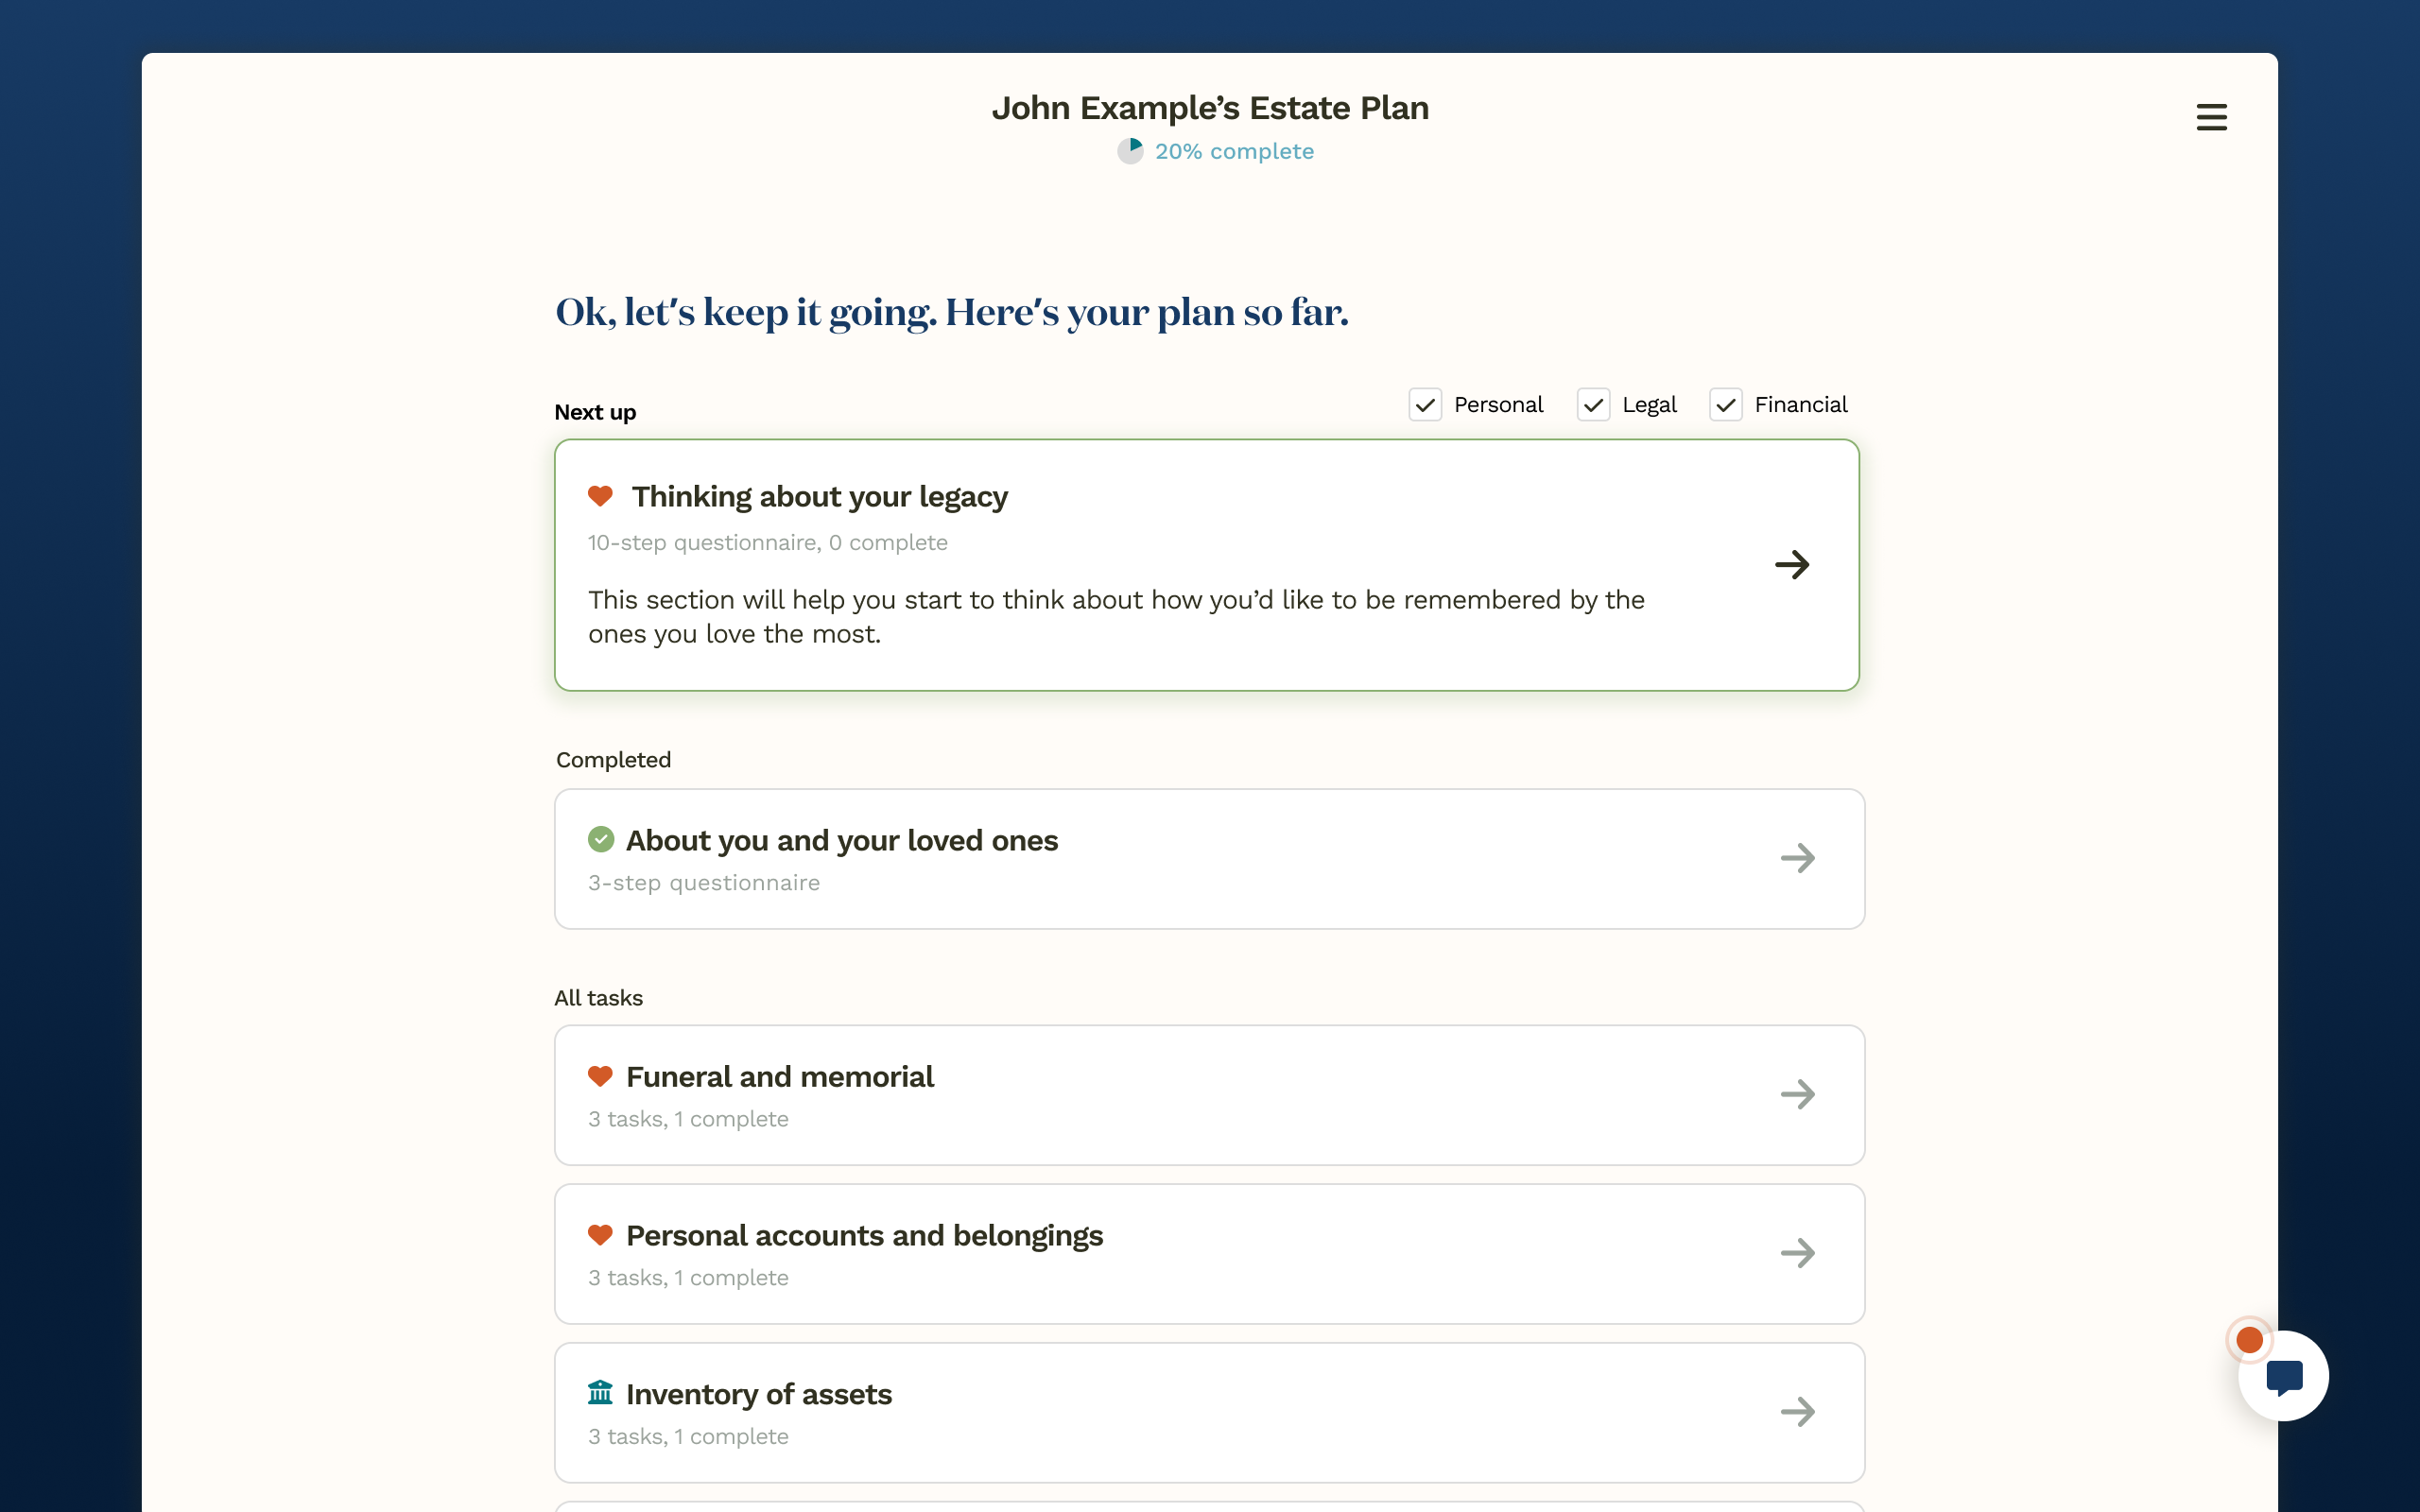 John Example’s Estate Plan
20% complete
Ok, let's keep it going. Here's your plan so far.
Next up
Personal
Legal
Financial
Thinking about your legacy
10-step questionnaire, 0 complete
This section will help you start to think about how you’d like to be remembered by the
ones you love the most.
Completed
About you and your loved ones
3-step questionnaire
All tasks
Funeral and memorial
3 tasks, 1 complete
Personal accounts and belongings
3 tasks, 1 complete
Inventory of assets
3 tasks, 1 complete